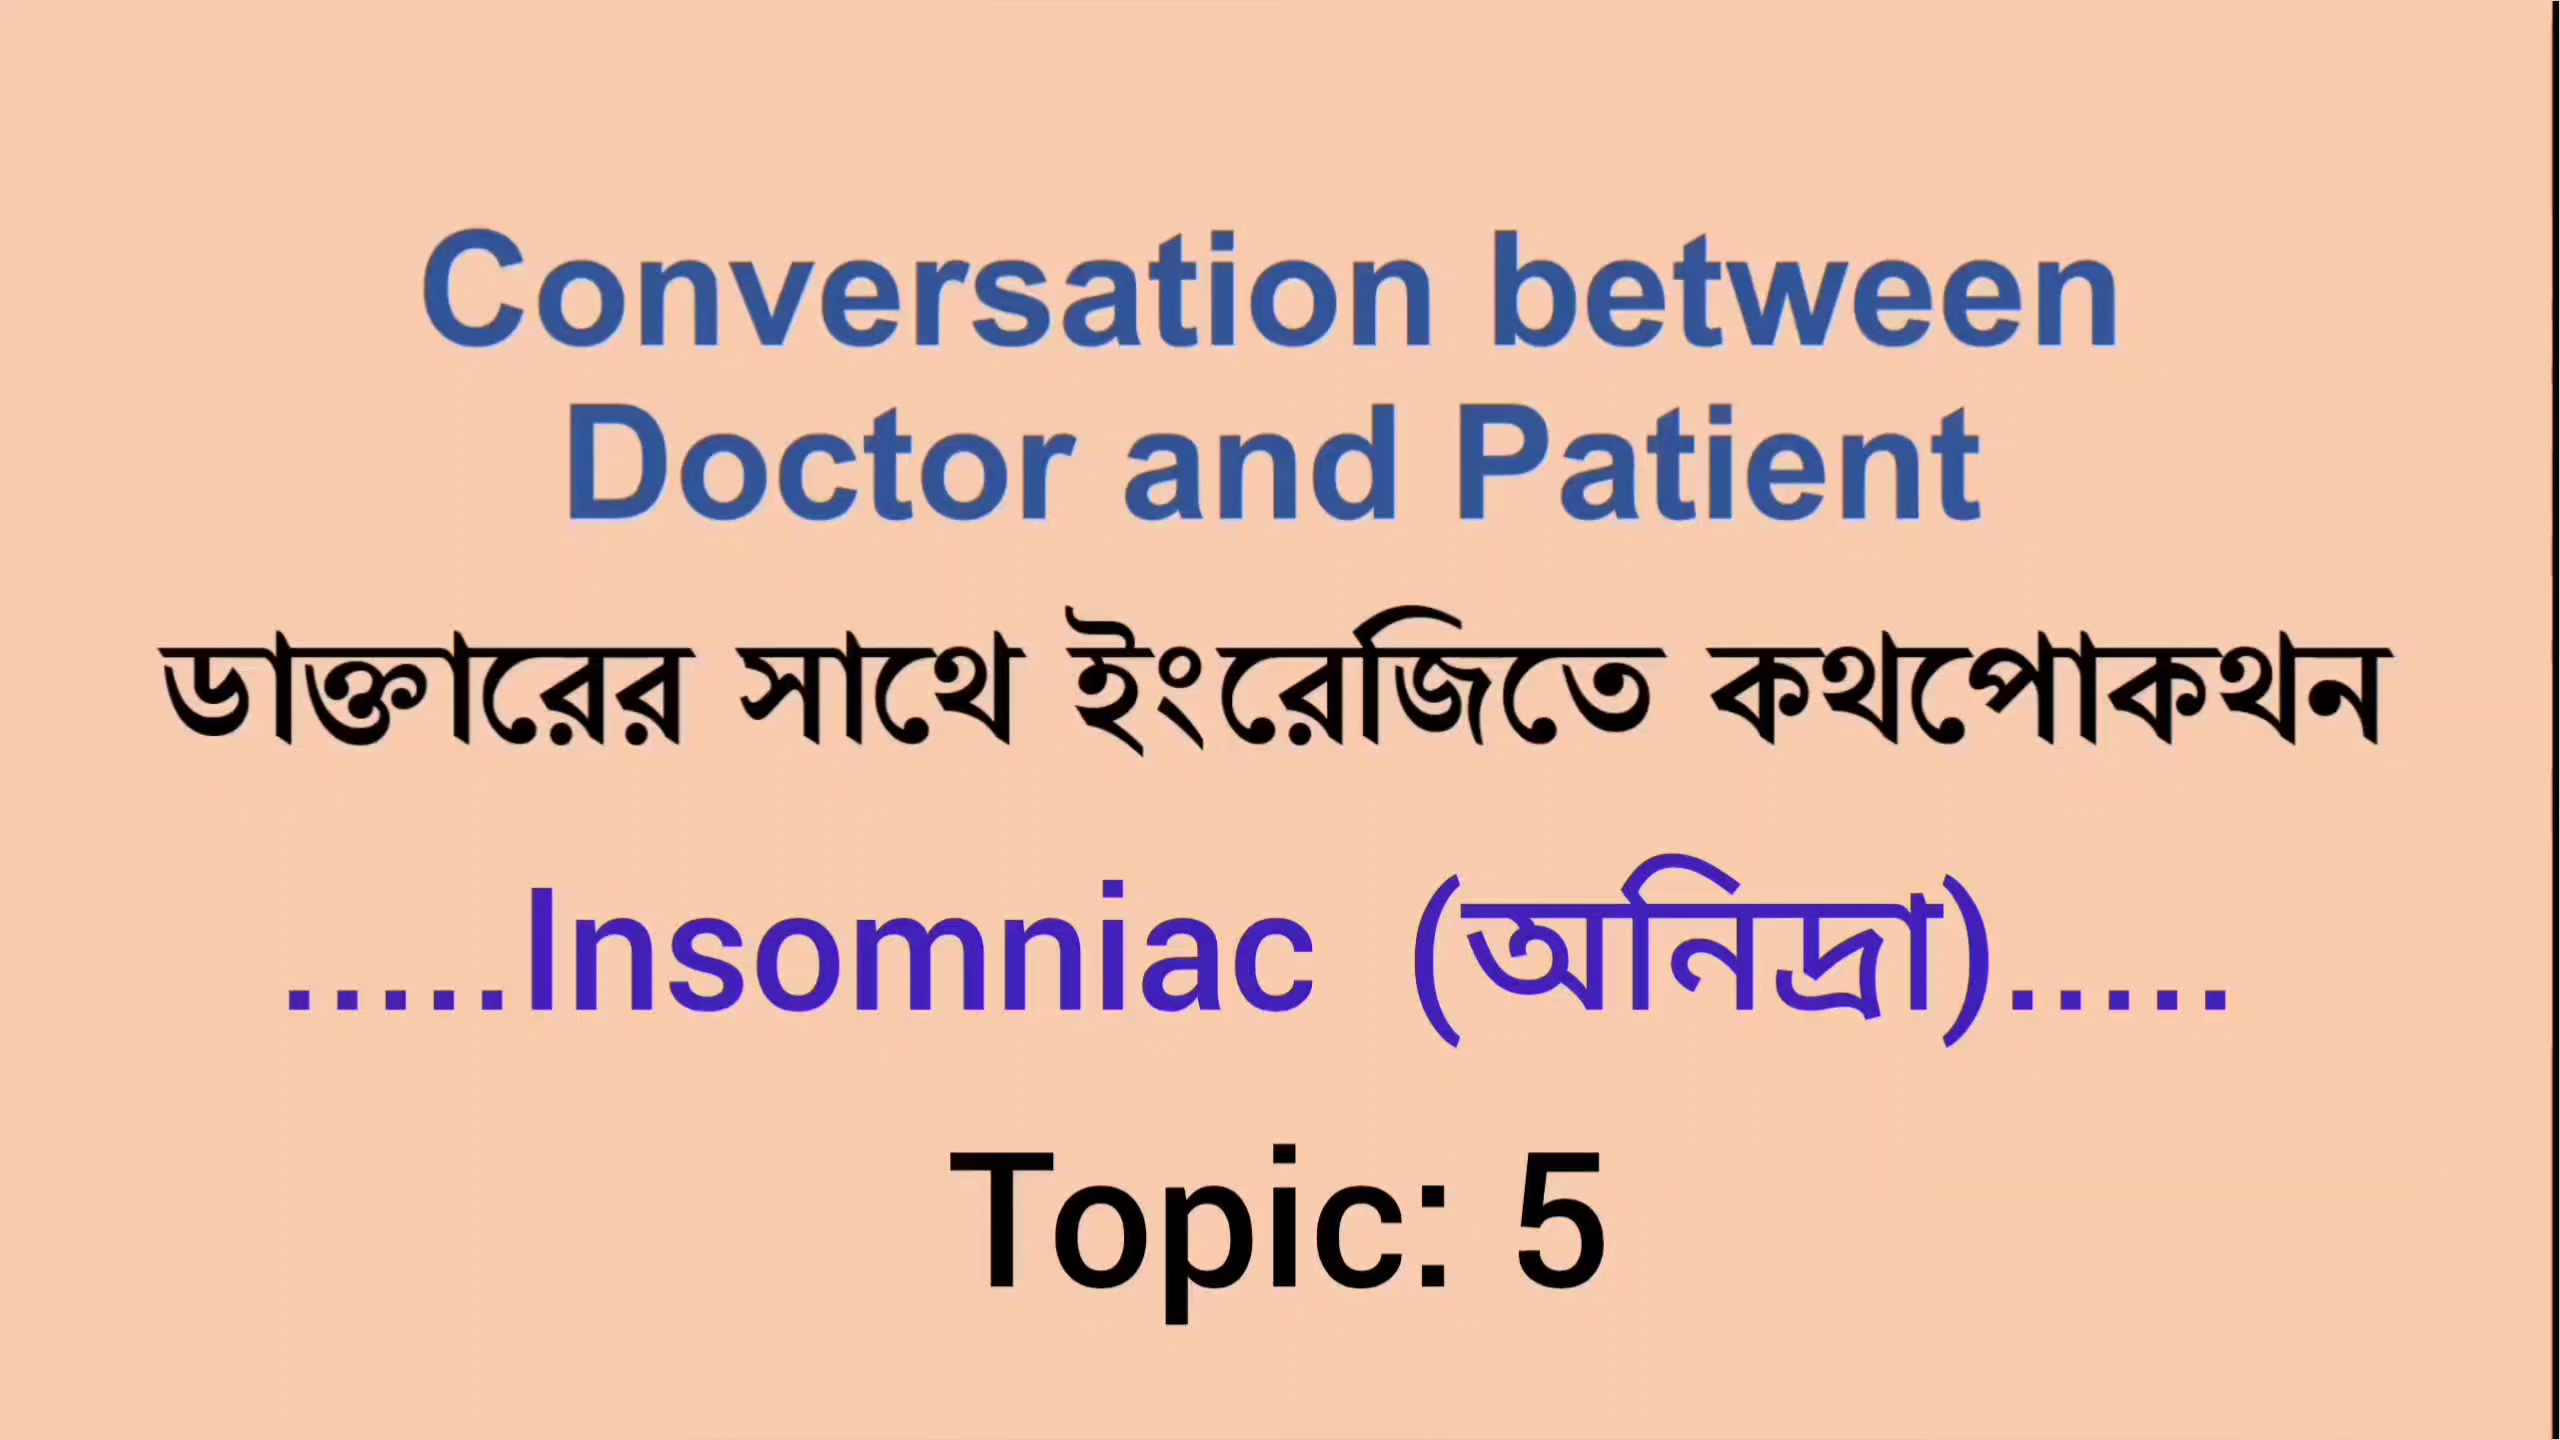 Conversation between
Doctor and Patient
ডাক্তারের সাথে ইংরেজিতে কথপোকথন
.....Insomniac (অনিদ্রা).....
Topic: 5